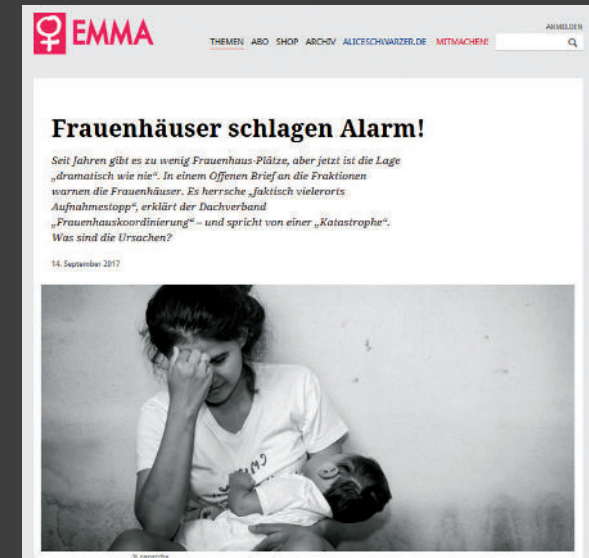 EMMA
ANMELDEN
THEMEN ABO SHOP ARCHIV ALICESCHWARZER.DE MITMACHEN!
Frauenhäuser schlagen Alarm!
Seit Jahren gibt es zu wenig Frauenhaus-Plätze, aber jetzt ist die Lage
„dramatisch wie nie“. In einem Offenen Brief an die Fraktionen
warnen die Frauenhäuser. Es herrsche „faktisch vielerorts
Aufnahmestopp“, erklärt der Dachverband
„Frauenhauskoordinierung“ – und spricht von einer „Katastrophe“.
Was sind die Ursachen?
14. September 2017